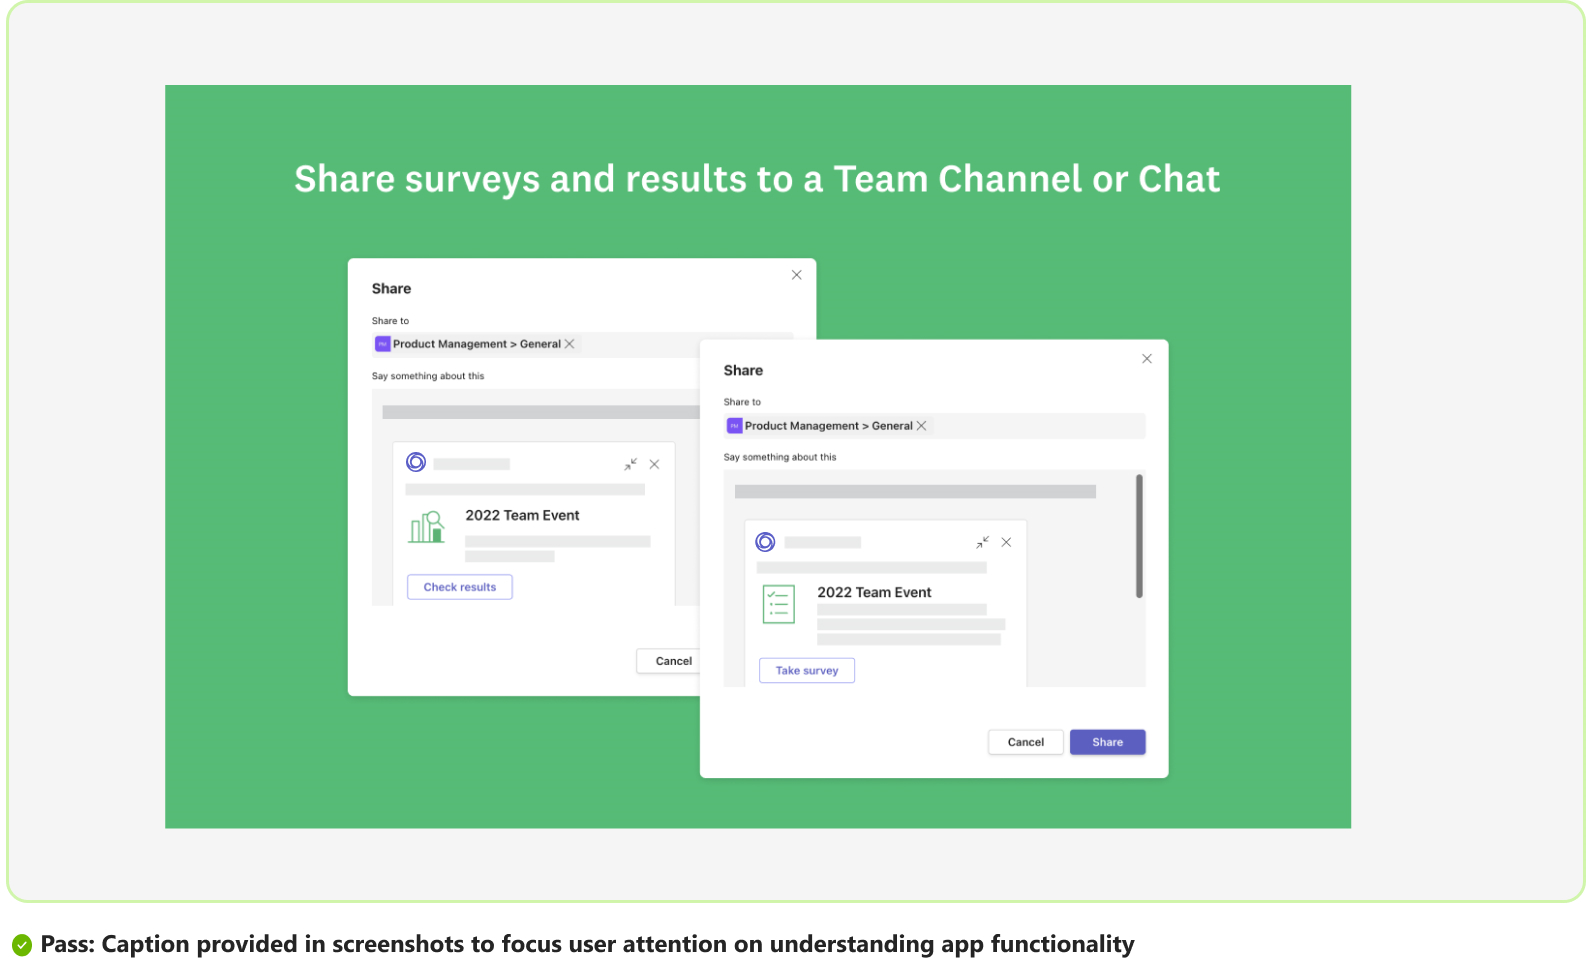 Share surveys and results to a Team Channel or Chat
Share
Share to
PM Product Management > General
Say something about this
2022 Team Event
Check results
Cancel
Share
Share to
PM Product Management > General
Say something about this
2022 Team Event
Take survey
Cancel
Share
Pass: Caption provided in screenshots to focus user attention on understanding app functionality